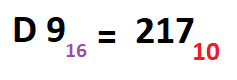 D 9₁₆ = 217₁₀